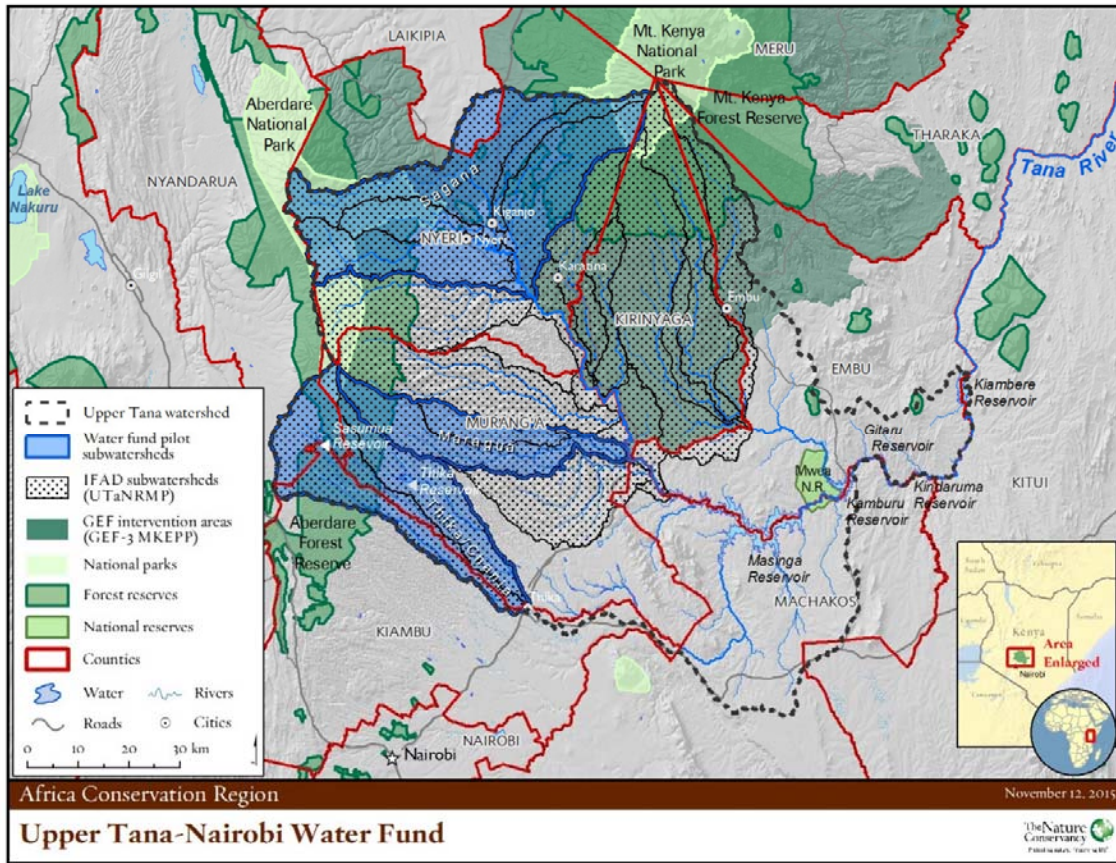 LAIKIPIA
Mt. Kenya
National
Park
MERU
Aberdare
National
Park
Mt. Kenya
Forest Reserve
THARAKA
NYANDARUA
Tana River
Lake
Nakuru
Sagana
Kiganjo
NYERI
Nyeri
Gilgil
Karatina
Embu
KIRINYAGA
EMBU
Kiambere
Reservoir
MURANG'A
Maragua
Gitaru
Reservoir
Sasumua
Resevoir
Thika
Reservoir
Mwea
N.R.
Kindaruma
Reservoir
KITUI
Kamburu
Reservoir
Aberdare
Forest
Reserve
Masinga
Reservoir
MACHAKOS
Thika
KIAMBU
NAIROBI
Nairobi
Upper Tana watershed
Water fund pilot
subwatersheds
IFAD subwatersheds
(UTaNRMP)
GEF intervention areas
(GEF-3 MKEPP)
National parks
Forest reserves
National reserves
Counties
Water
Rivers
Roads
Cities
0 10 20 30 km
Kenya
Area
Enlarged
Nairobi
Africa Conservation Region
November 12, 2015
Upper Tana-Nairobi Water Fund
The Nature
Conservancy